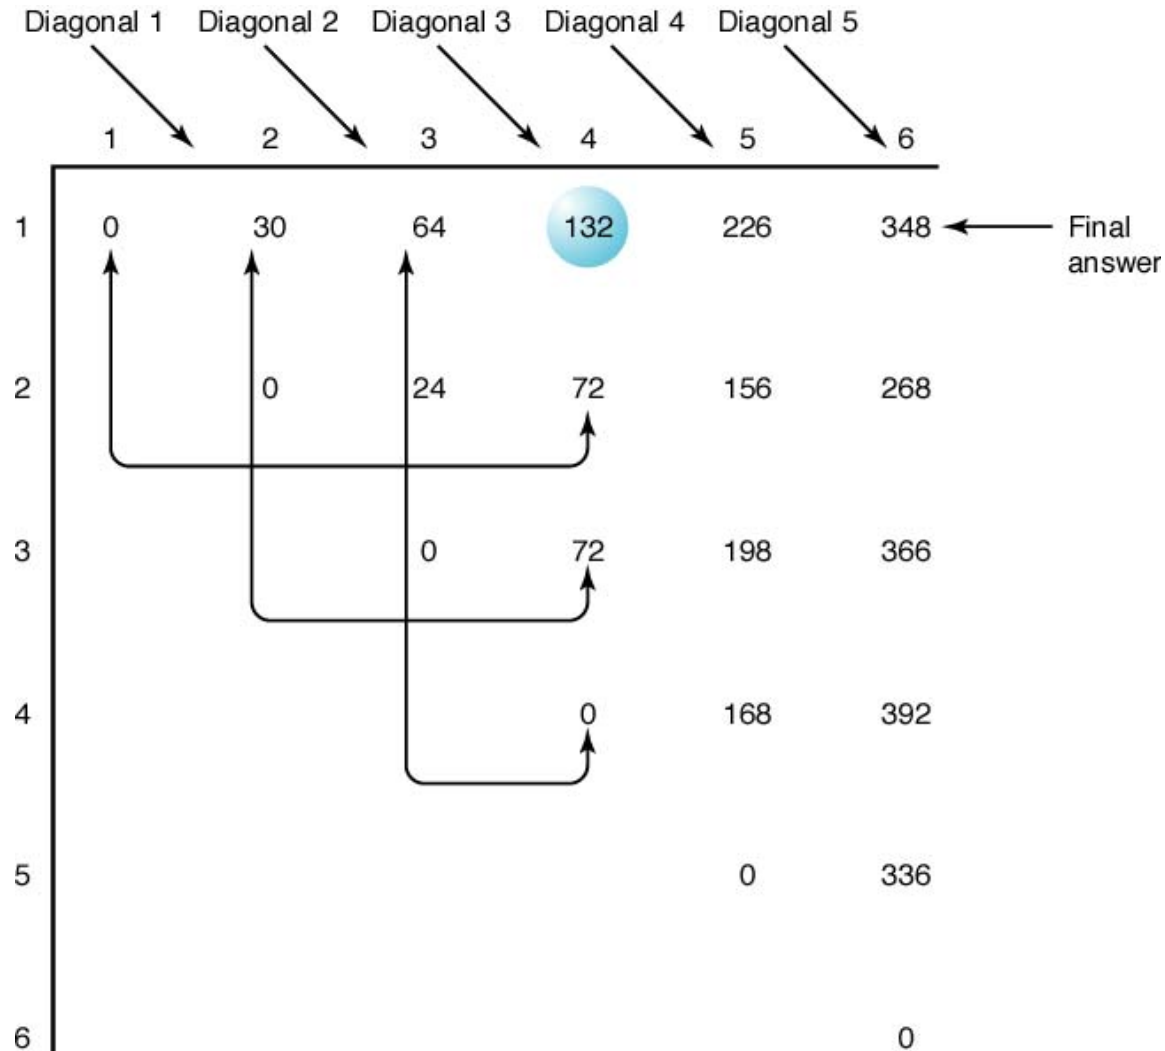 Diagonal 1 Diagonal 2 Diagonal 3 Diagonal 4 Diagonal 5
1 2 3 4 5 6
1 0 30 64 132 226 348 Final
answer
2 0 24 72 156 268
3 0 72 198 366
4 0 168 392
5 0 336
6 0